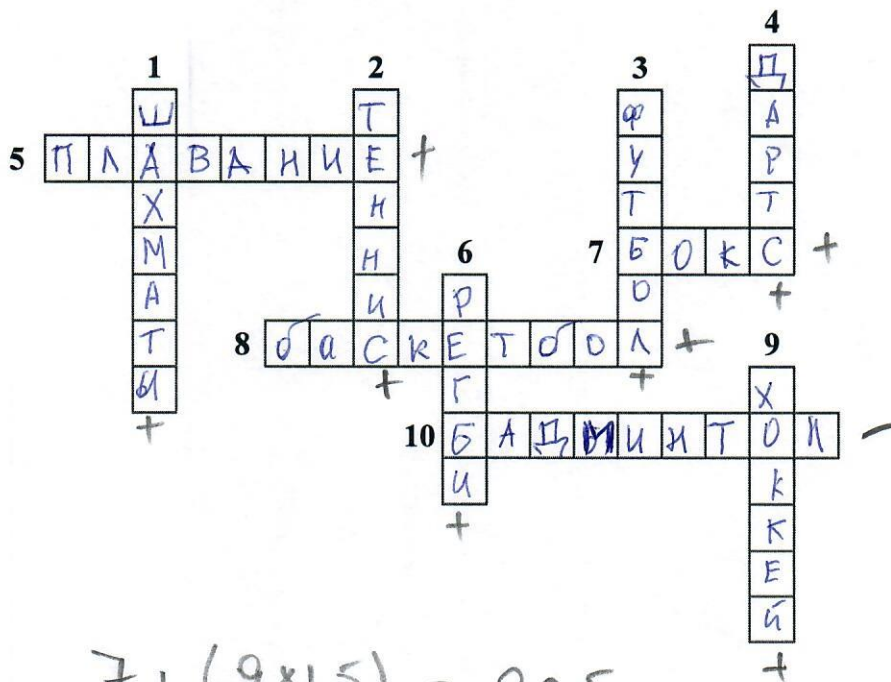 4
1 2 3
5 ПЛАВАНИЕ +
7 БОКС +
6
8 баскетбол +
9
10 БАДМИНТОЛ -
ШАХМАТЫ +
ТЕННИС +
ФУТБОЛ +
ДАРТС +
РЕГБИ +
ХОККЕЙ +